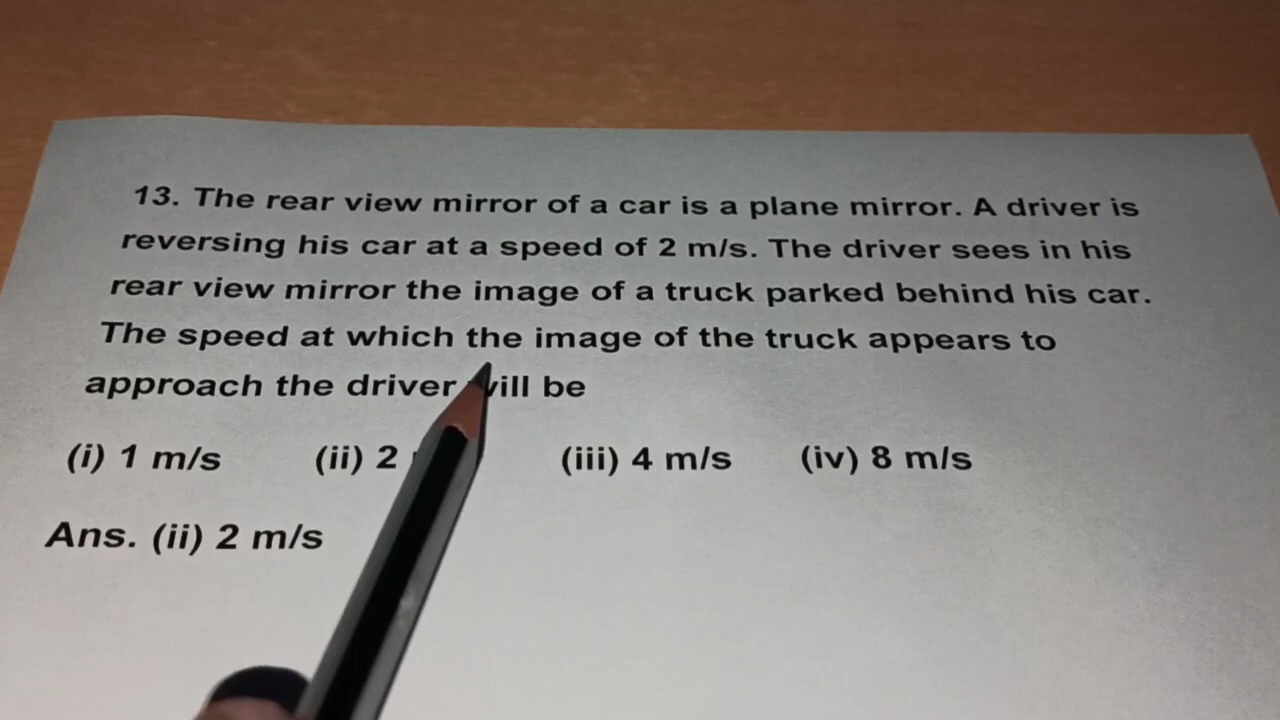 13. The rear view mirror of a car is a plane mirror. A driver is
reversing his car at a speed of 2 m/s. The driver sees in his
rear view mirror the image of a truck parked behind his car.
The speed at which the image of the truck appears to
approach the driver will be
(i) 1 m/s (ii) 2 (iii) 4 m/s (iv) 8 m/s
Ans. (ii) 2 m/s